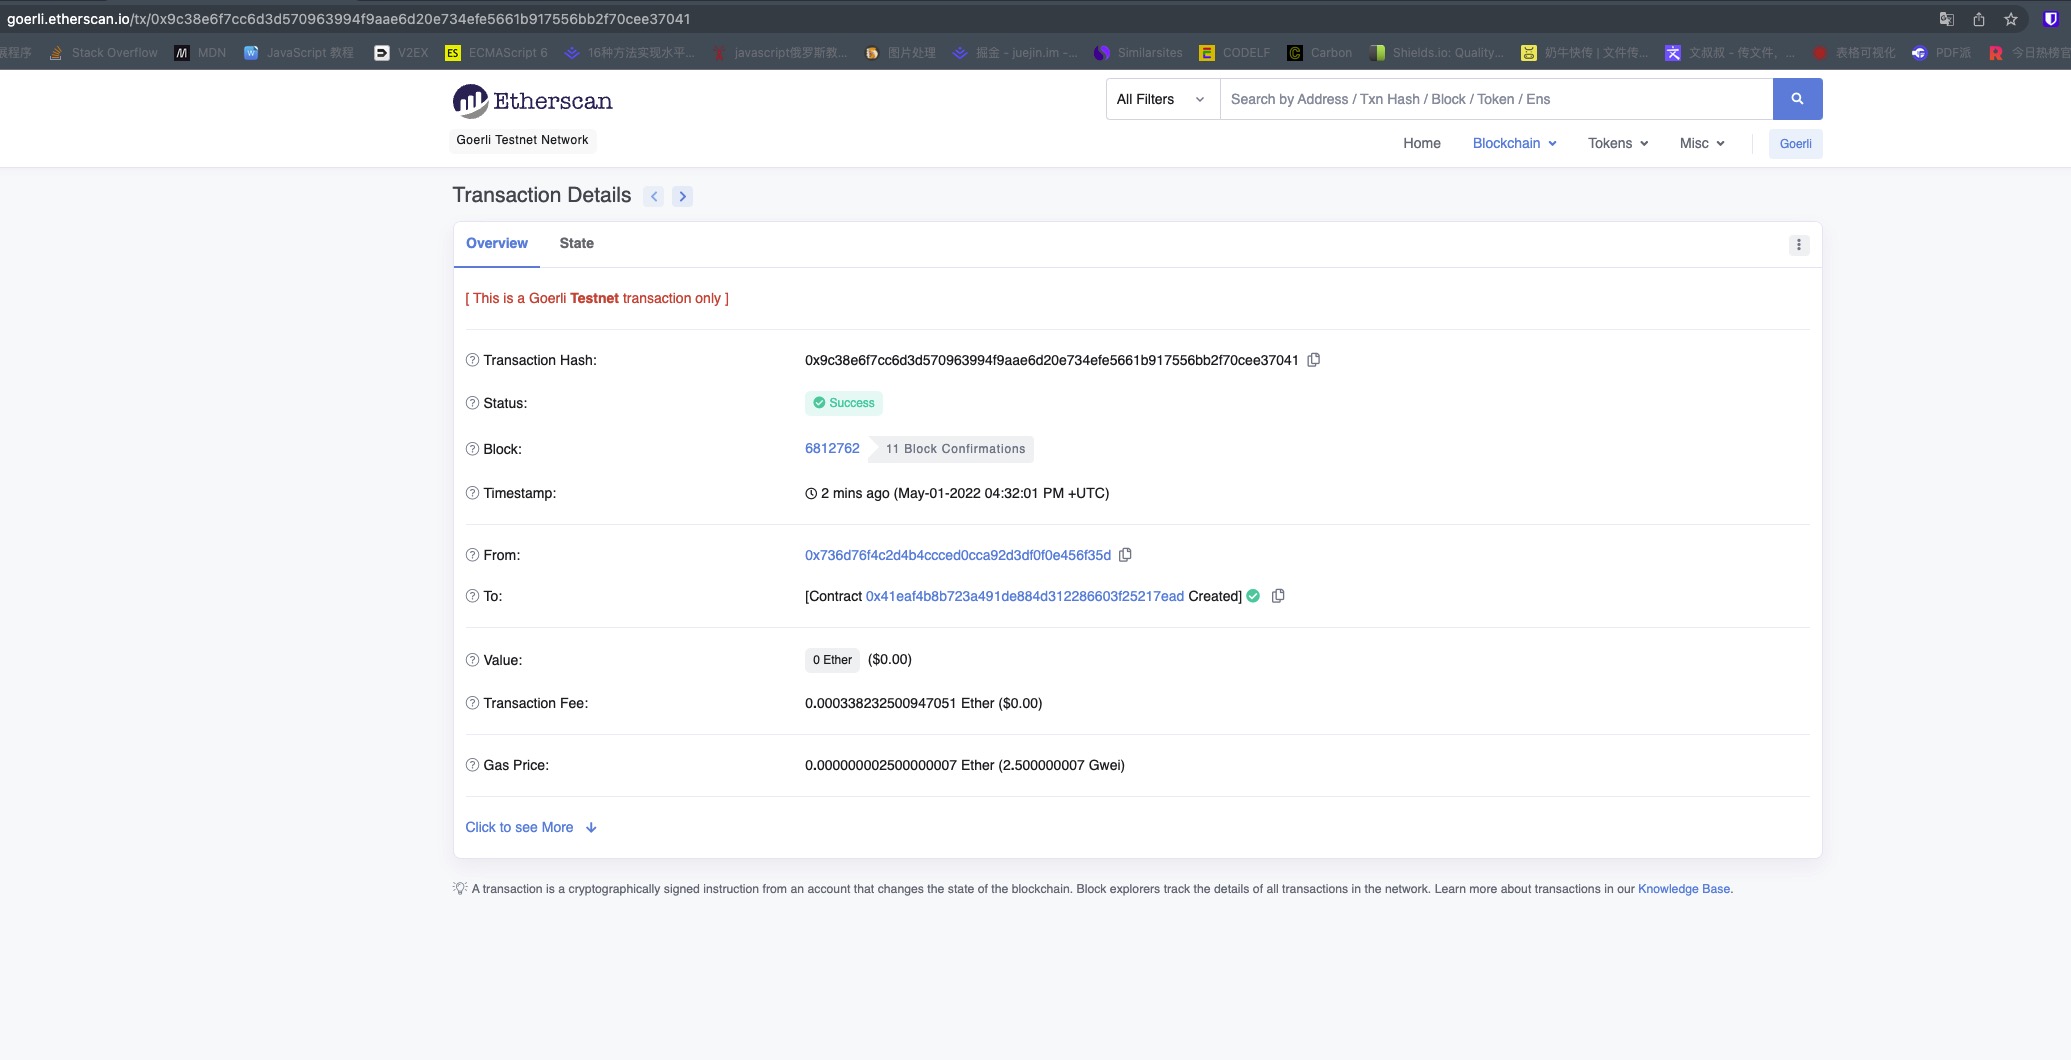 goerli.etherscan.io/tx/0x9c38e6f7cc6d3d570963994f9aae6d20e734efe5661b917556bb2f70cee37041
展程序 Stack Overflow MDN JavaScript 教程 V2EX ECMAScript 6 16种方法实现水平... javascript俄罗斯教... 图片处理 掘金 - juejin.im -... Similarsites CODELF Carbon Shields.io: Quality... 奶牛快传 | 文件传... 文叔叔 - 传文件，... 表格可视化 PDF派 今日热榜官
Etherscan
All Filters Search by Address / Txn Hash / Block / Token / Ens
Goerli Testnet Network
Home Blockchain Tokens Misc Goerli
Transaction Details
Overview State
[ This is a Goerli Testnet transaction only ]
Transaction Hash: 0x9c38e6f7cc6d3d570963994f9aae6d20e734efe5661b917556bb2f70cee37041
Status: Success
Block: 6812762 11 Block Confirmations
Timestamp: 2 mins ago (May-01-2022 04:32:01 PM +UTC)
From: 0x736d76f4c2d4b4ccced0cca92d3df0f0e456f35d
To: [Contract 0x41eaf4b8b723a491de884d312286603f25217ead Created]
Value: 0 Ether ($0.00)
Transaction Fee: 0.000338232500947051 Ether ($0.00)
Gas Price: 0.000000002500000007 Ether (2.500000007 Gwei)
Click to see More
A transaction is a cryptographically signed instruction from an account that changes the state of the blockchain. Block explorers track the details of all transactions in the network. Learn more about transactions in our Knowledge Base.